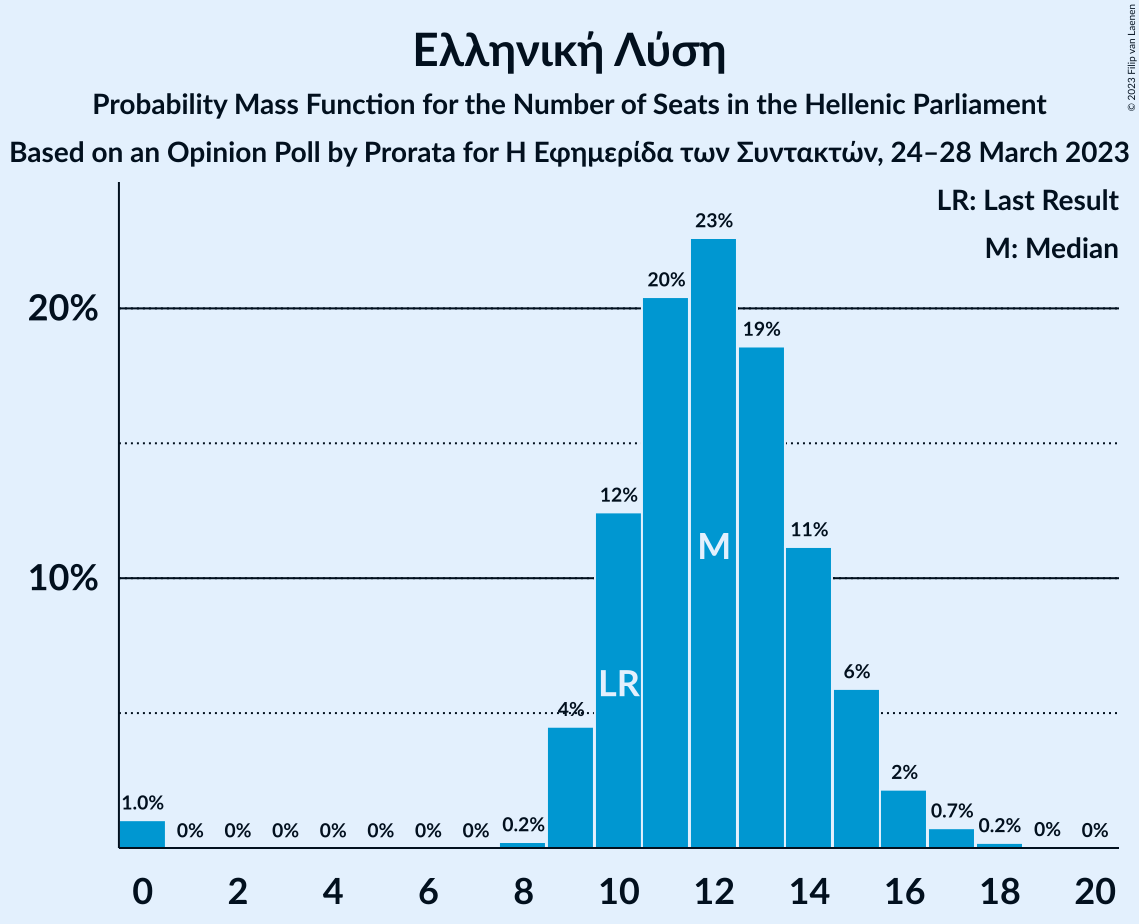 Ελληνική Λύση
Probability Mass Function for the Number of Seats in the Hellenic Parliament
Based on an Opinion Poll by Prorata for Η Εφημερίδα των Συντακτών, 24–28 March 2023
© 2023 Filip van Laenen
LR: Last Result
M: Median
20%
10%
1.0% 0% 0% 0% 0% 0% 0% 0% 0.2% 4% 12% 20% 23% 19% 11% 6% 2% 0.7% 0.2% 0% 0%
LR
M
0 2 4 6 8 10 12 14 16 18 20